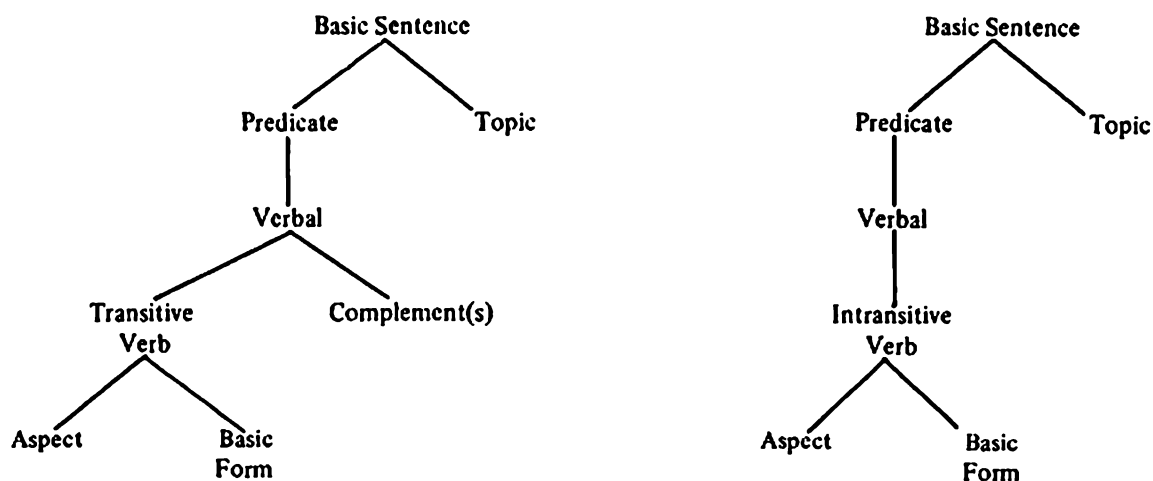 Basic Sentence
Predicate Topic
Verbal
Transitive
Verb
Complement(s)
Aspect
Basic
Form
Basic Sentence
Predicate Topic
Verbal
Intransitive
Verb
Aspect
Basic
Form